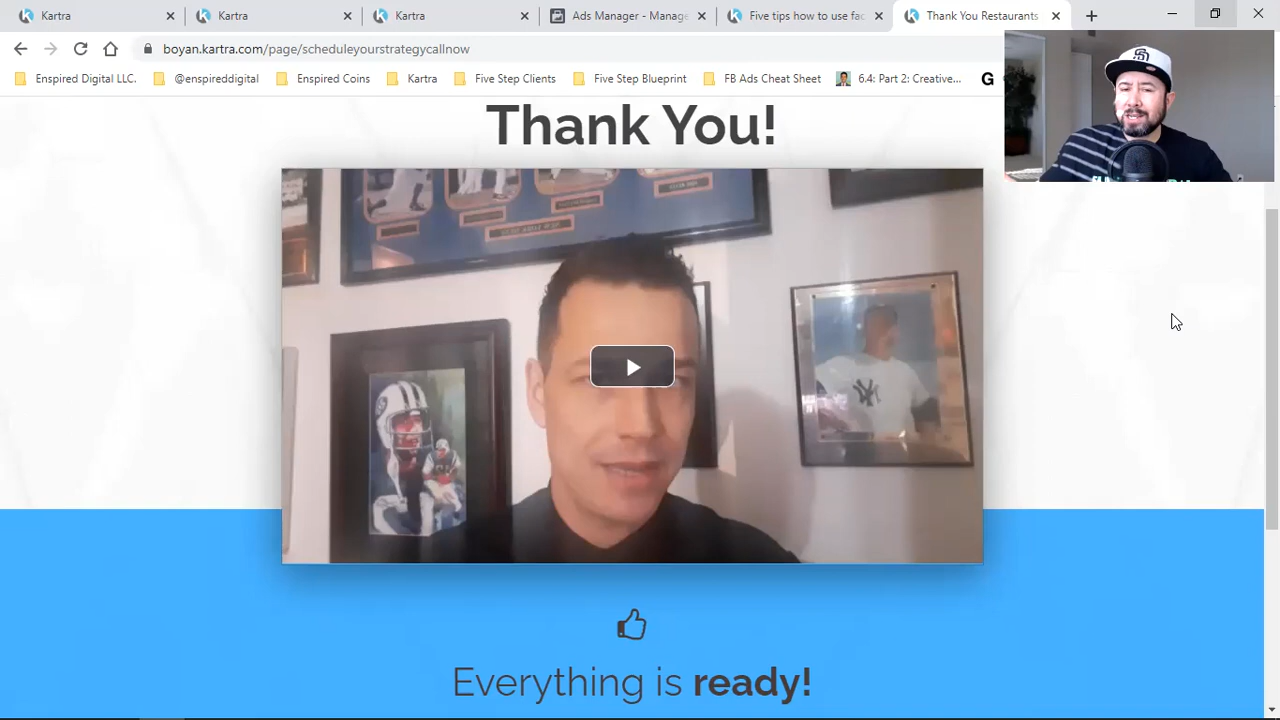 Kartra
Kartra
Kartra
Ads Manager - Manage
Five tips how to use fac
Thank You Restaurants
boyan.kartra.com/page/scheduleyourstrategycallnow
Enspired Digital LLC.
@enspireddigital
Enspired Coins
Kartra
Five Step Clients
Five Step Blueprint
FB Ads Cheat Sheet
6.4: Part 2: Creative...
G
Thank You!
Everything is ready!